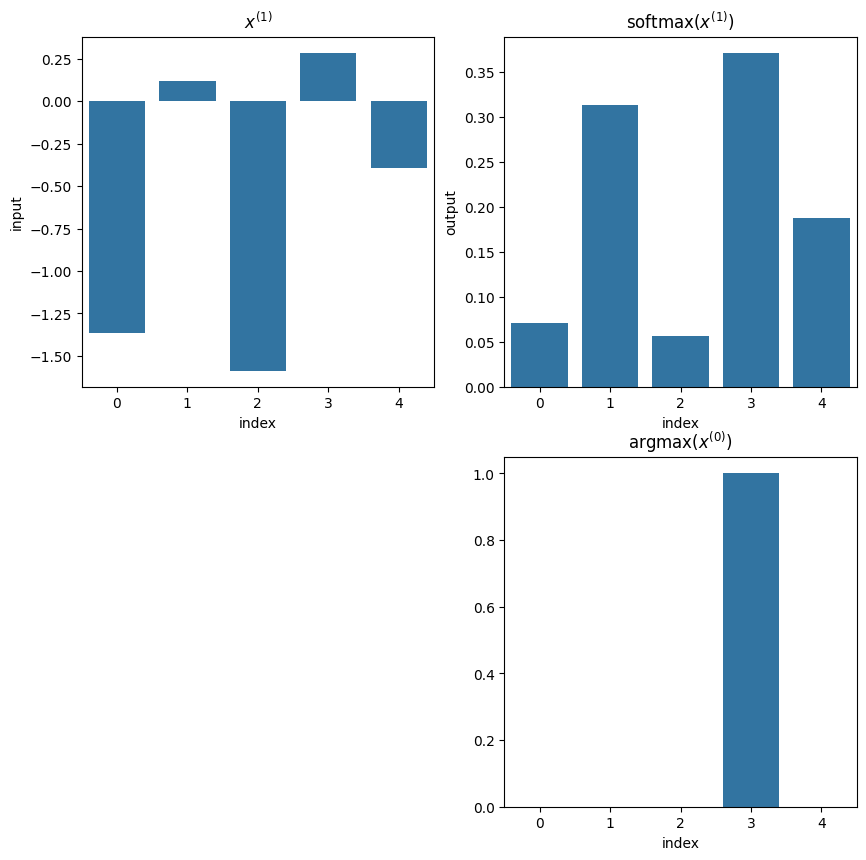 x^(1)
0.25
0.00
−0.25
−0.50
−0.75
−1.00
−1.25
−1.50
input
0 1 2 3 4
index
softmax(x^(1))
0.35
0.30
0.25
0.20
0.15
0.10
0.05
0.00
output
0 1 2 3 4
index
argmax(x^(0))
1.0
0.8
0.6
0.4
0.2
0.0
0 1 2 3 4
index